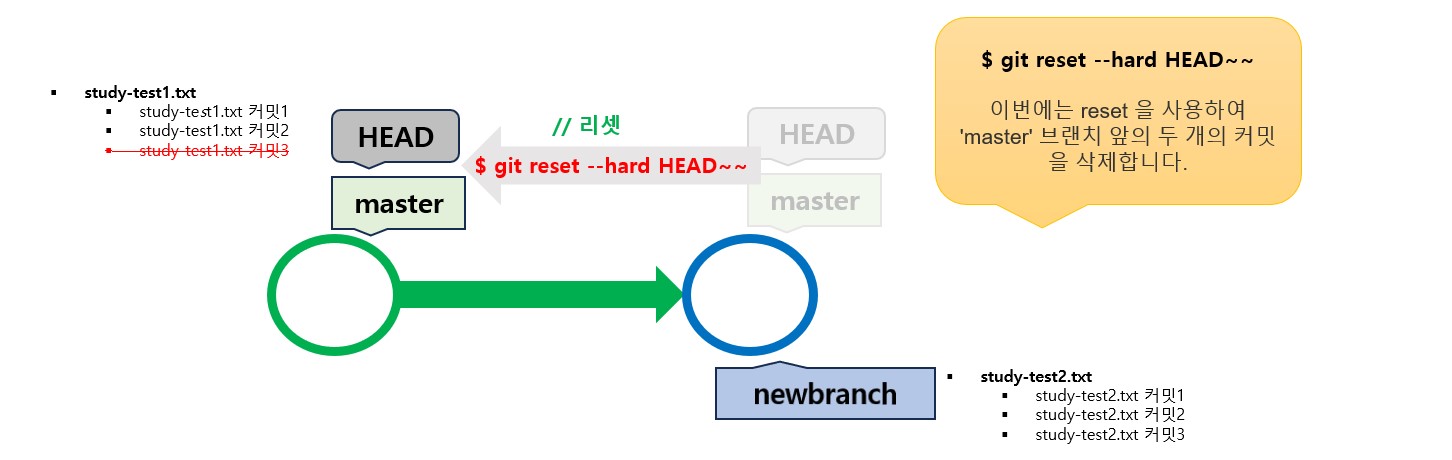 $ git reset --hard HEAD~~
이번에는 reset 을 사용하여
'master' 브랜치 앞의 두 개의 커밋
을 삭제합니다.
study-test1.txt
study-test1.txt 커밋1
study-test1.txt 커밋2
study-test1.txt 커밋3
// 리셋
HEAD
HEAD
$ git reset --hard HEAD~~
master
master
newbranch
study-test2.txt
study-test2.txt 커밋1
study-test2.txt 커밋2
study-test2.txt 커밋3